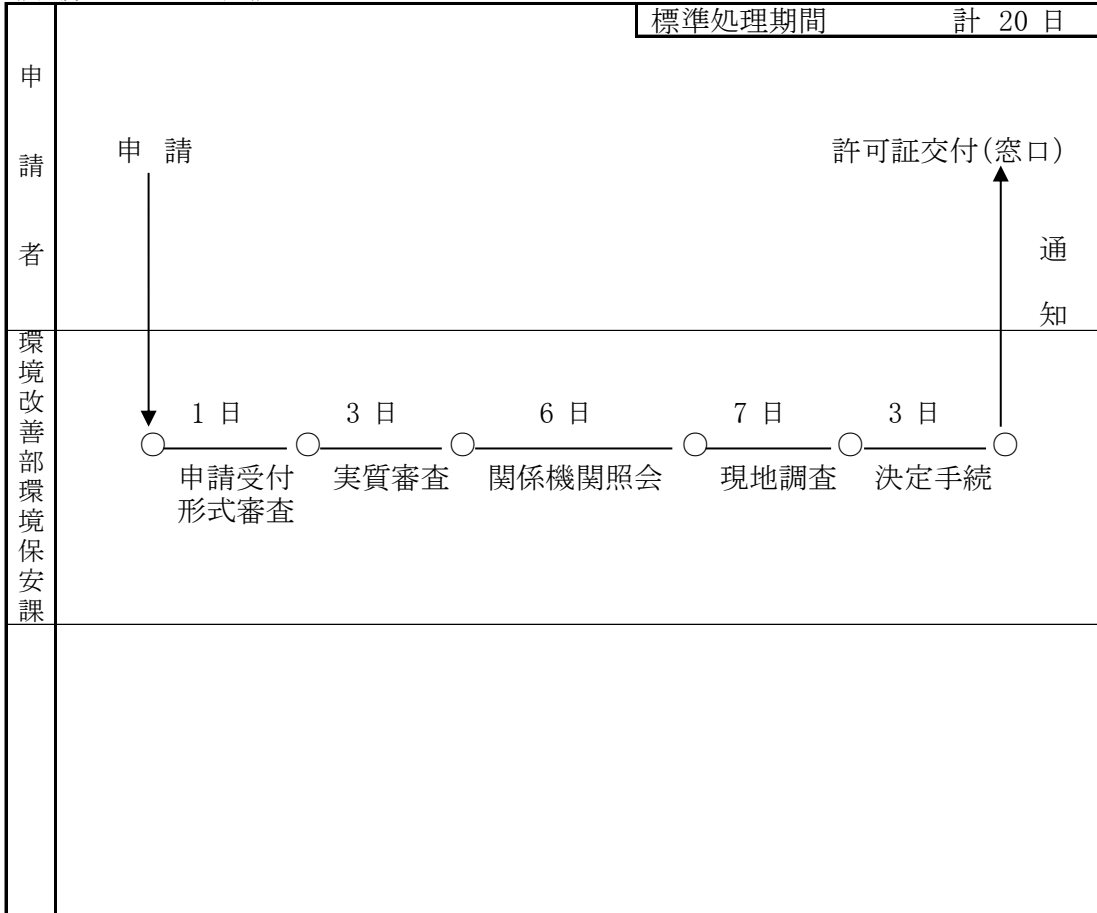 標準処理期間 計 20 日
申請者
申 請
許可証交付(窓口)
通知
環境改善部環境保安課
1 日 3 日 6 日 7 日 3 日
申請受付 実質審査 関係機関照会 現地調査 決定手続
形式審査